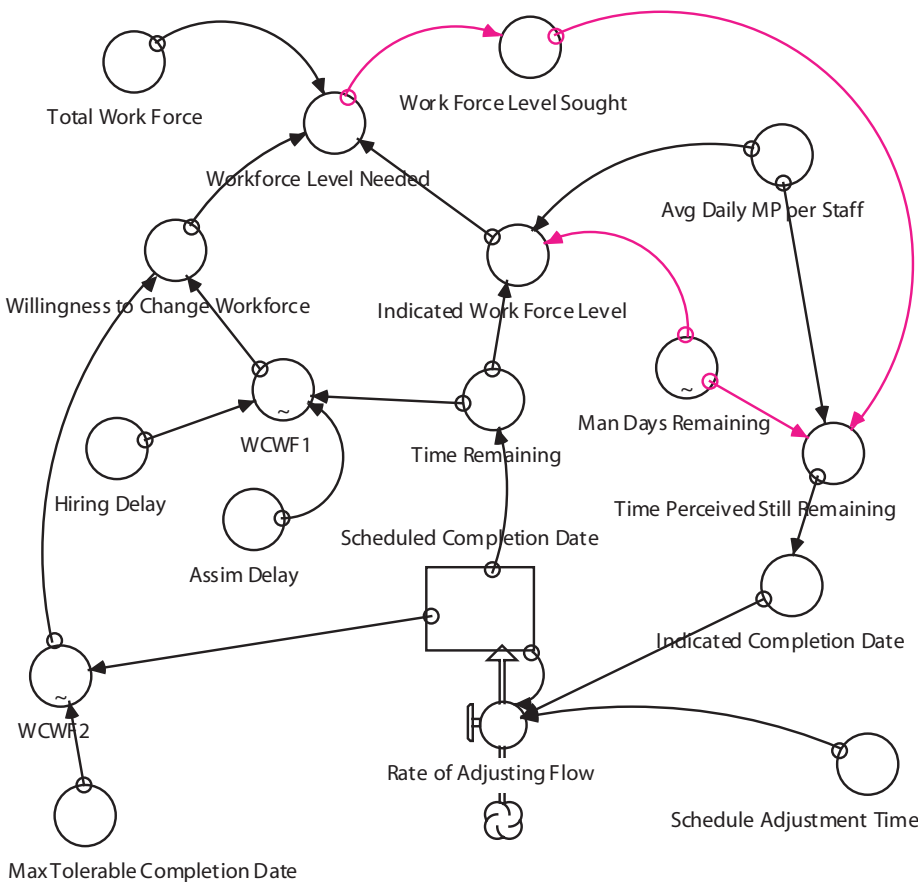 Total Work Force
Work Force Level Sought
Workforce Level Needed
Avg Daily MP per Staff
Willingness to Change Workforce
Indicated Work Force Level
~
Man Days Remaining
~
WCWF1
Time Remaining
Hiring Delay
Time Perceived Still Remaining
Scheduled Completion Date
Assim Delay
Indicated Completion Date
~
WCWF2
Rate of Adjusting Flow
Schedule Adjustment Time
Max Tolerable Completion Date